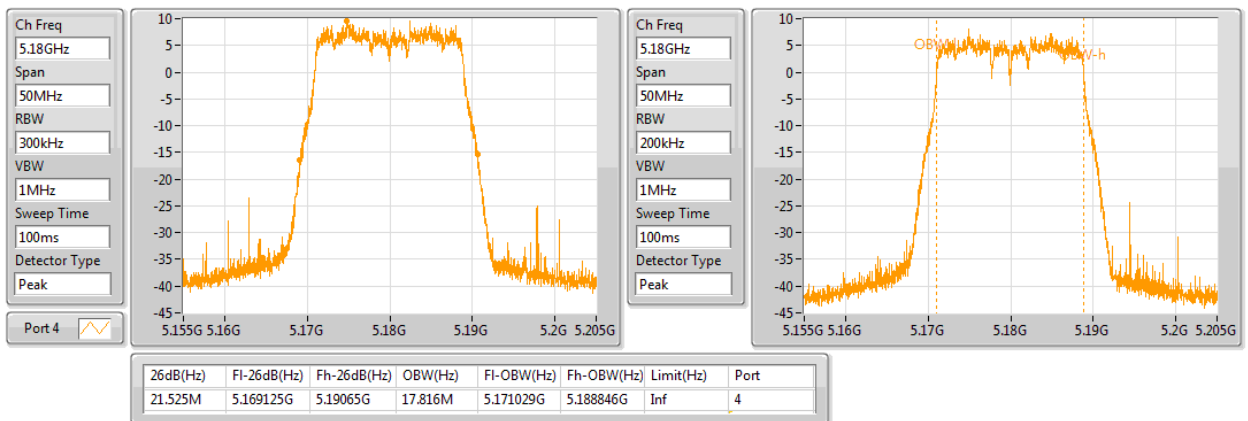 Ch Freq
5.18GHz
Span
50MHz
RBW
300kHz
VBW
1MHz
Sweep Time
100ms
Detector Type
Peak
Port 4
10
5
0
-5
-10
-15
-20
-25
-30
-35
-40
-45
5.155G 5.16G 5.17G 5.18G 5.19G 5.2G 5.205G
Ch Freq
5.18GHz
Span
50MHz
RBW
200kHz
VBW
1MHz
Sweep Time
100ms
Detector Type
Peak
10
5
0
-5
-10
-15
-20
-25
-30
-35
-40
-45
5.155G 5.16G 5.17G 5.18G 5.19G 5.2G 5.205G
26dB(Hz) Fl-26dB(Hz) Fh-26dB(Hz) OBW(Hz) Fl-OBW(Hz) Fh-OBW(Hz) Limit(Hz) Port
21.525M 5.169125G 5.19065G 17.816M 5.171029G 5.188846G Inf 4